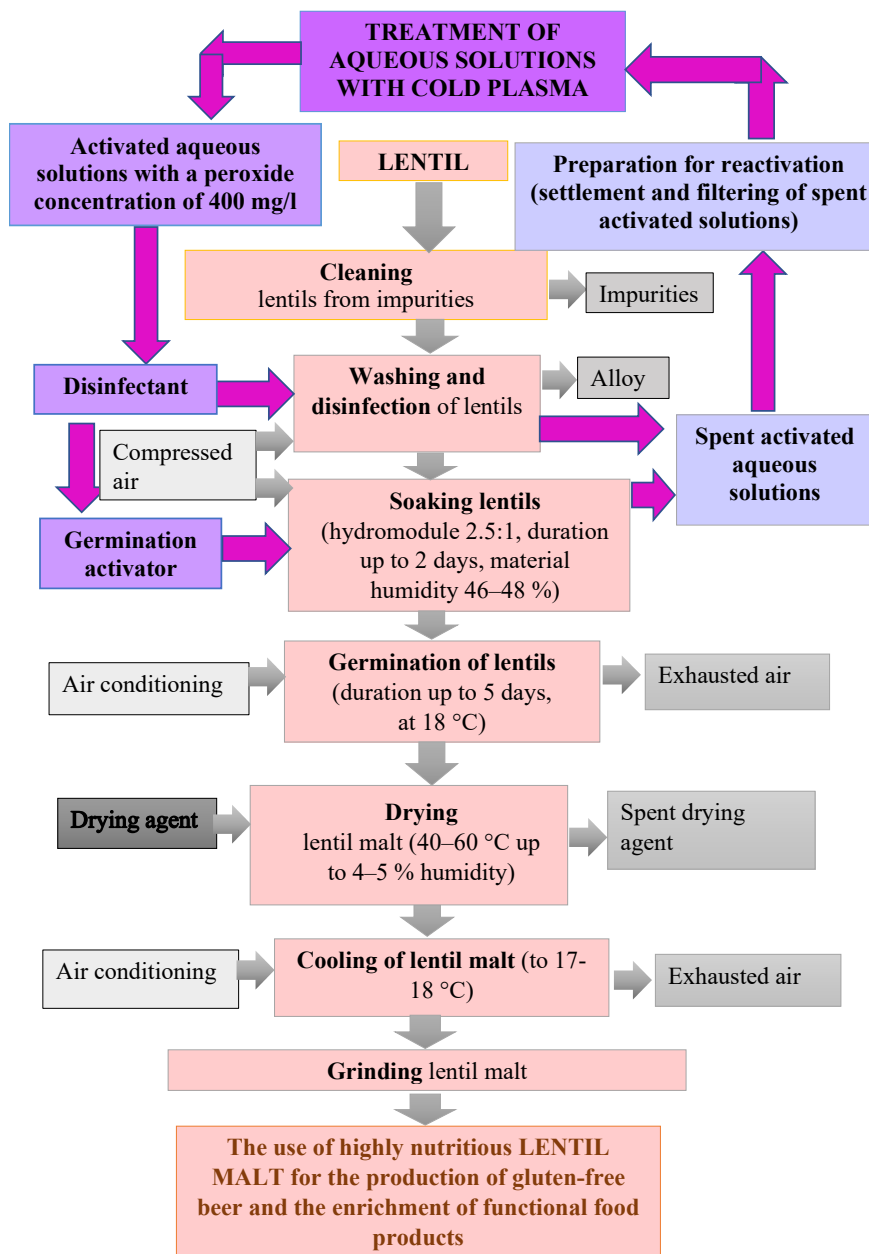 TREATMENT OF
AQUEOUS SOLUTIONS
WITH COLD PLASMA
Activated aqueous
solutions with a peroxide
concentration of 400 mg/l
LENTIL
Preparation for reactivation
(settlement and filtering of spent
activated solutions)
Cleaning
lentils from impurities
Impurities
Disinfectant
Washing and
disinfection of lentils
Alloy
Compressed
air
Spent activated
aqueous
solutions
Soaking lentils
(hydromodule 2.5:1, duration
up to 2 days, material
humidity 46–48 %)
Germination
activator
Air conditioning
Germination of lentils
(duration up to 5 days,
at 18 °C)
Exhausted air
Drying agent
Drying
lentil malt (40–60 °C up
to 4–5 % humidity)
Spent drying
agent
Air conditioning
Cooling of lentil malt (to 17-
18 °C)
Exhausted air
Grinding lentil malt
The use of highly nutritious LENTIL
MALT for the production of gluten-free
beer and the enrichment of functional food
products